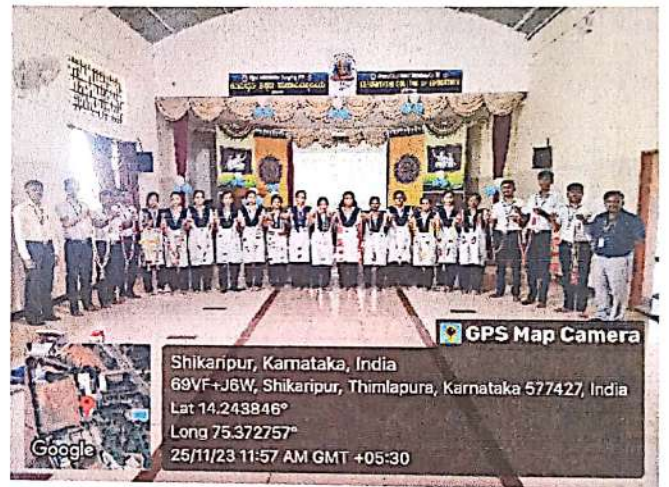 GPS Map Camera
Shikaripur, Karnataka, India
69VF+J6W, Shikaripur, Thimlapura, Karnataka 577427, India
Lat 14.243846°
Long 75.372757°
25/11/23 11:57 AM GMT +05:30
Google